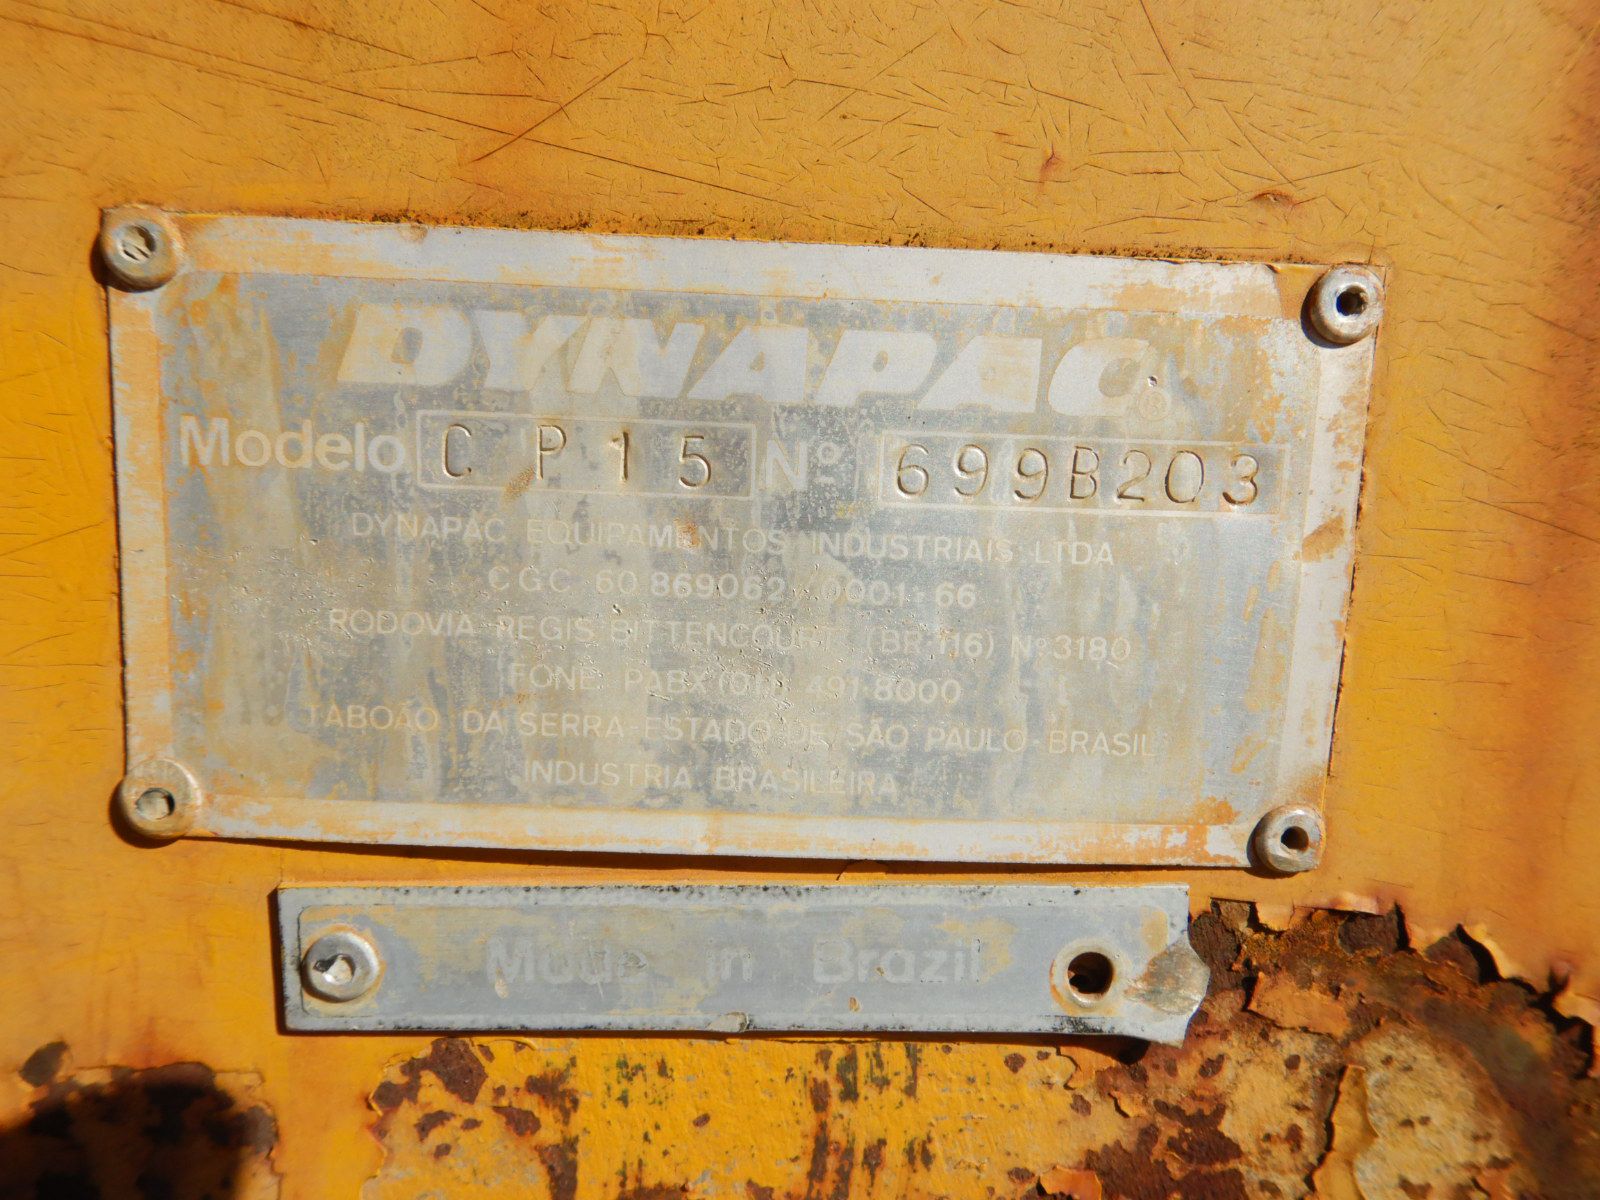 DYNAPAC®
Modelo CP15 Nº 699B203
DYNAPAC EQUIPAMENTOS INDUSTRIAIS LTDA
CGC 60 869062/0001-66
RODOVIA REGIS BITTENCOURT (BR-116) Nº 3180
FONE PABX (011) 491-8000
TABOÃO DA SERRA-ESTADO DE SÃO PAULO-BRASIL
INDUSTRIA BRASILEIRA
Made in Brazil